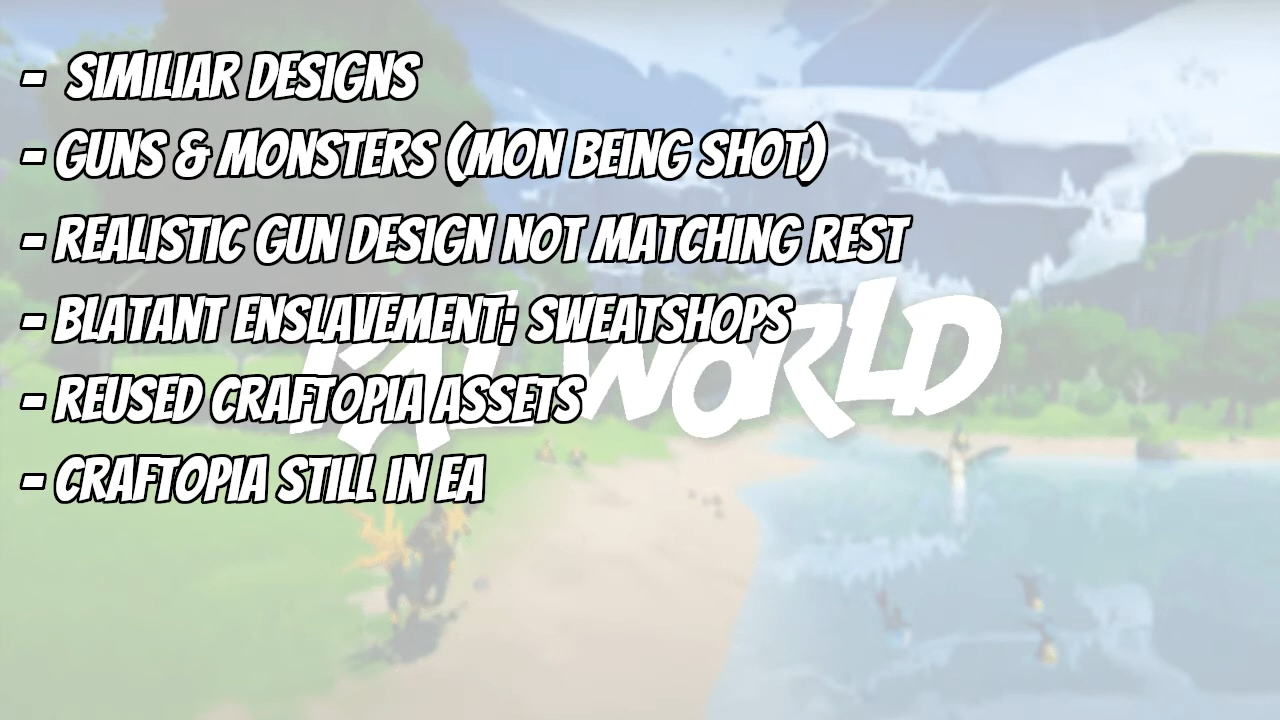 - SIMILIAR DESIGNS
- GUNS & MONSTERS (MON BEING SHOT)
- REALISTIC GUN DESIGN NOT MATCHING REST
- BLATANT ENSLAVEMENT; SWEATSHOPS
PALWORLD
- REUSED CRAFTOPIA ASSETS
- CRAFTOPIA STILL IN EA